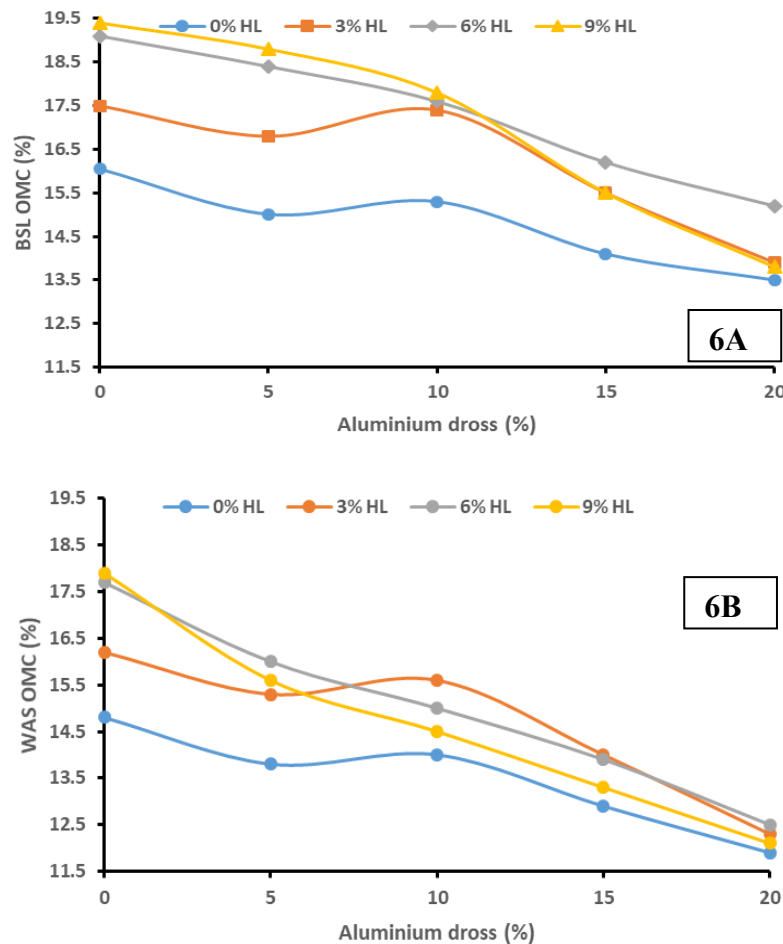 19.5
0% HL 3% HL 6% HL 9% HL
18.5
17.5
16.5
15.5
14.5
13.5
12.5
11.5
BSL OMC (%)
6A
0 5 10 15 20
Aluminium dross (%)
19.5
0% HL 3% HL 6% HL 9% HL
18.5
17.5
16.5
15.5
14.5
13.5
12.5
11.5
WAS OMC (%)
6B
0 5 10 15 20
Aluminium dross (%)